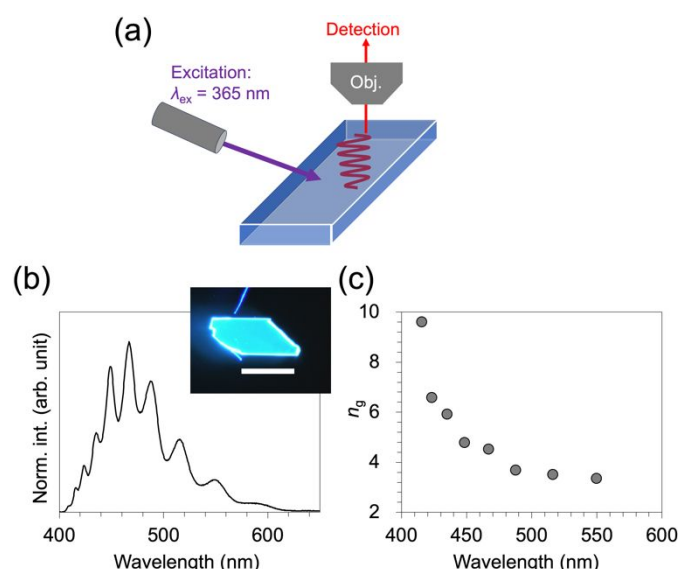 (a)
Detection
Excitation:
λex = 365 nm
Obj.
(b)
(c)
Norm. int. (arb. unit)
400
500
600
Wavelength (nm)
ng
10
8
6
4
2
400
450
500
550
600
Wavelength (nm)